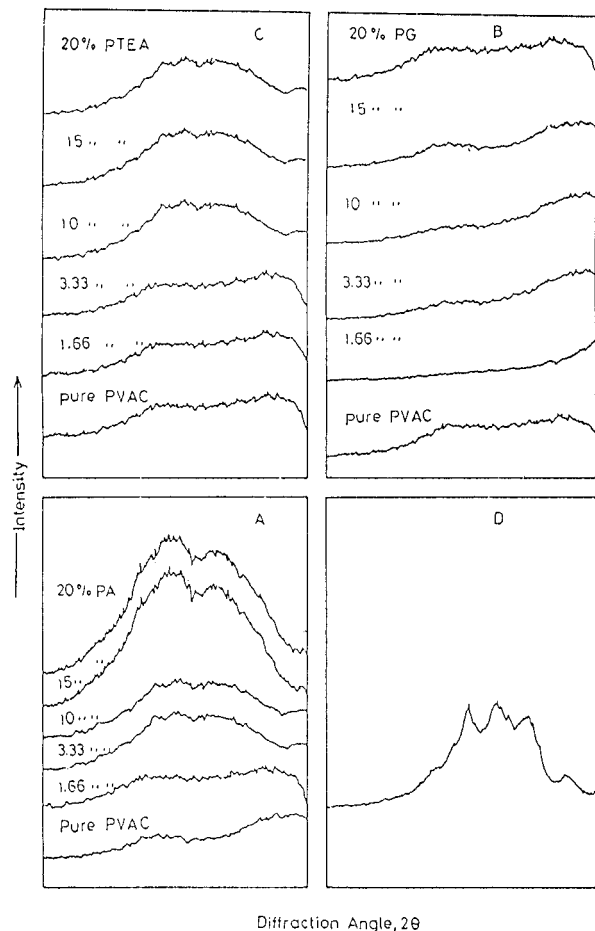 20% PTEA C
15 ,, ,,
10 ,, ,,
3.33 ,, ,,
1.66 ,, ,,
pure PVAC
20% PG B
15 ,, ,,
10 ,, ,,
3.33 ,, ,,
1.66 ,, ,,
pure PVAC
Intensity
A
20% PA
15 ,, ,,
10 ,, ,,
3.33 ,, ,,
1.66 ,, ,,
Pure PVAC
D
Diffraction Angle, 2θ